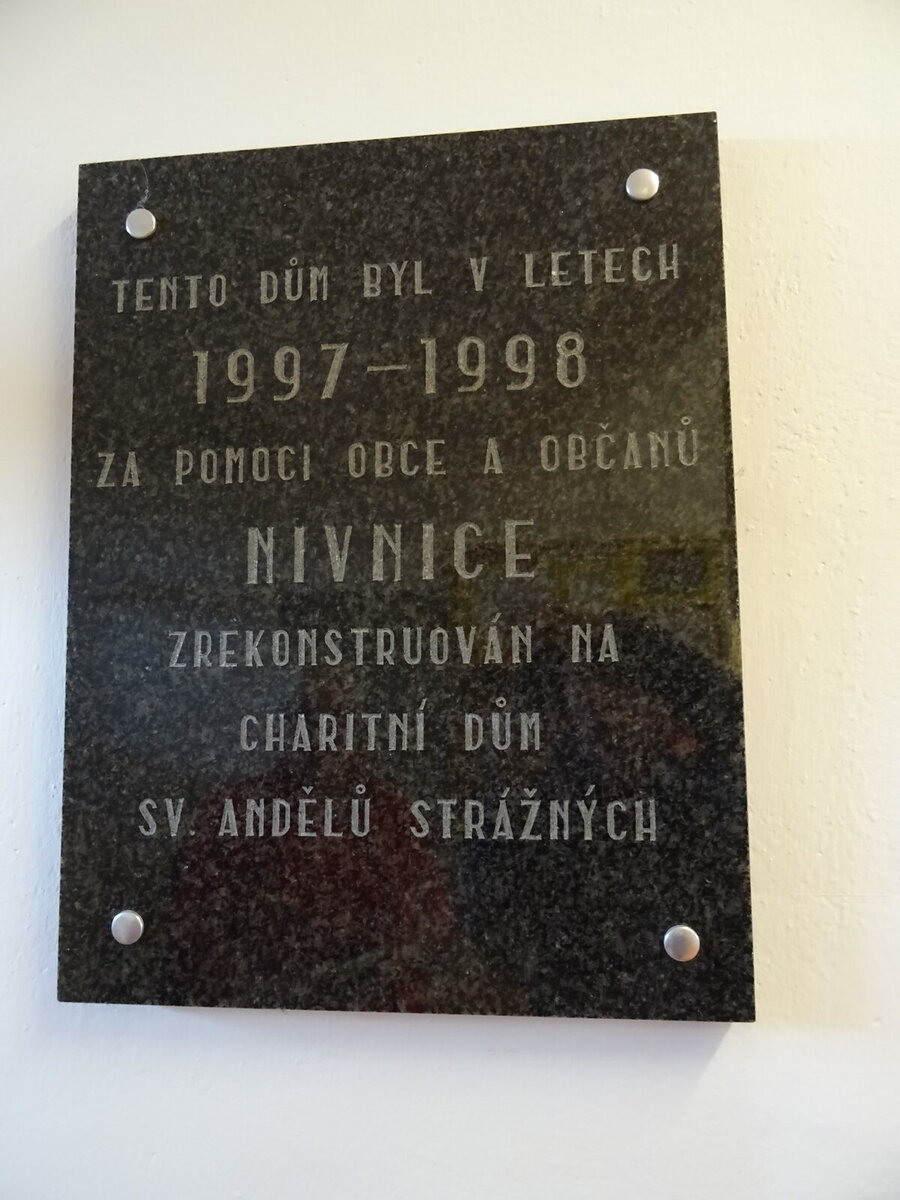 TENTO DŮM BYL V LETECH
1997 – 1998
ZA POMOCI OBCE A OBČANŮ
NIVNICE
ZREKONSTRUOVÁN NA
CHARITNÍ DŮM
SV. ANDĚLŮ STRÁŽNÝCH